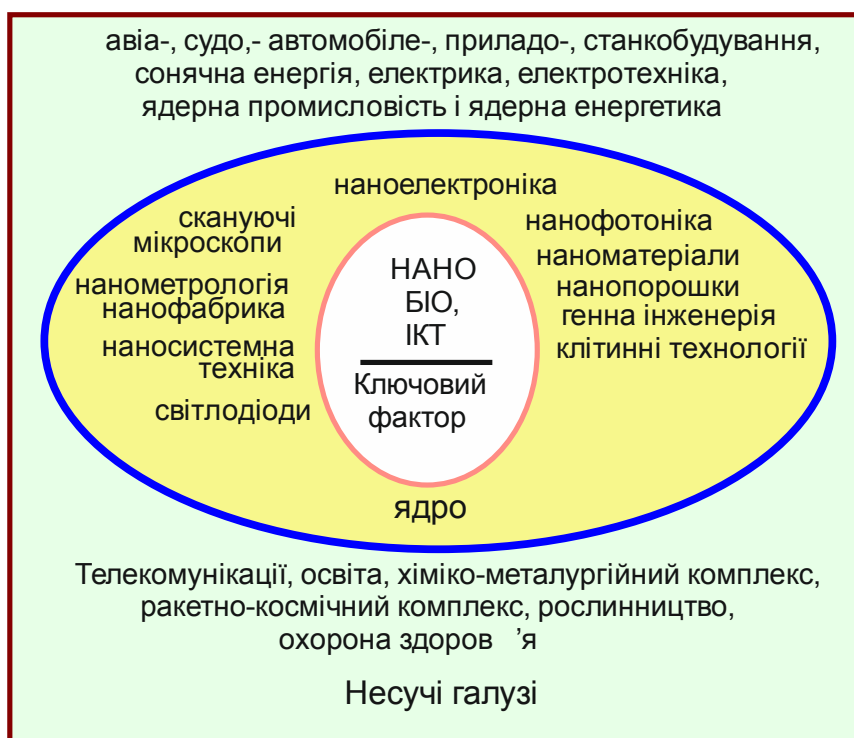 авіа-, судо,- автомобіле-, приладо-, станкобудування,
сонячна енергія, електрика, електротехніка,
ядерна промисловість і ядерна енергетика
наноелектроніка
скануючі
мікроскопи
нанометрологія
нанофабрика
наносистемна
техніка
світлодіоди
НАНО
БІО,
ІКТ
Ключовий
фактор
нанофотоніка
наноматеріали
нанопорошки
генна інженерія
клітинні технології
ядро
Телекомунікації, освіта, хіміко-металургійний комплекс,
ракетно-космічний комплекс, рослинництво,
охорона здоров ’я
Несучі галузі